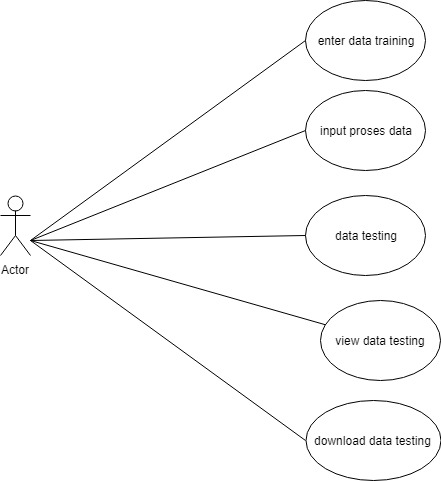 enter data training
input proses data
data testing
view data testing
download data testing
Actor